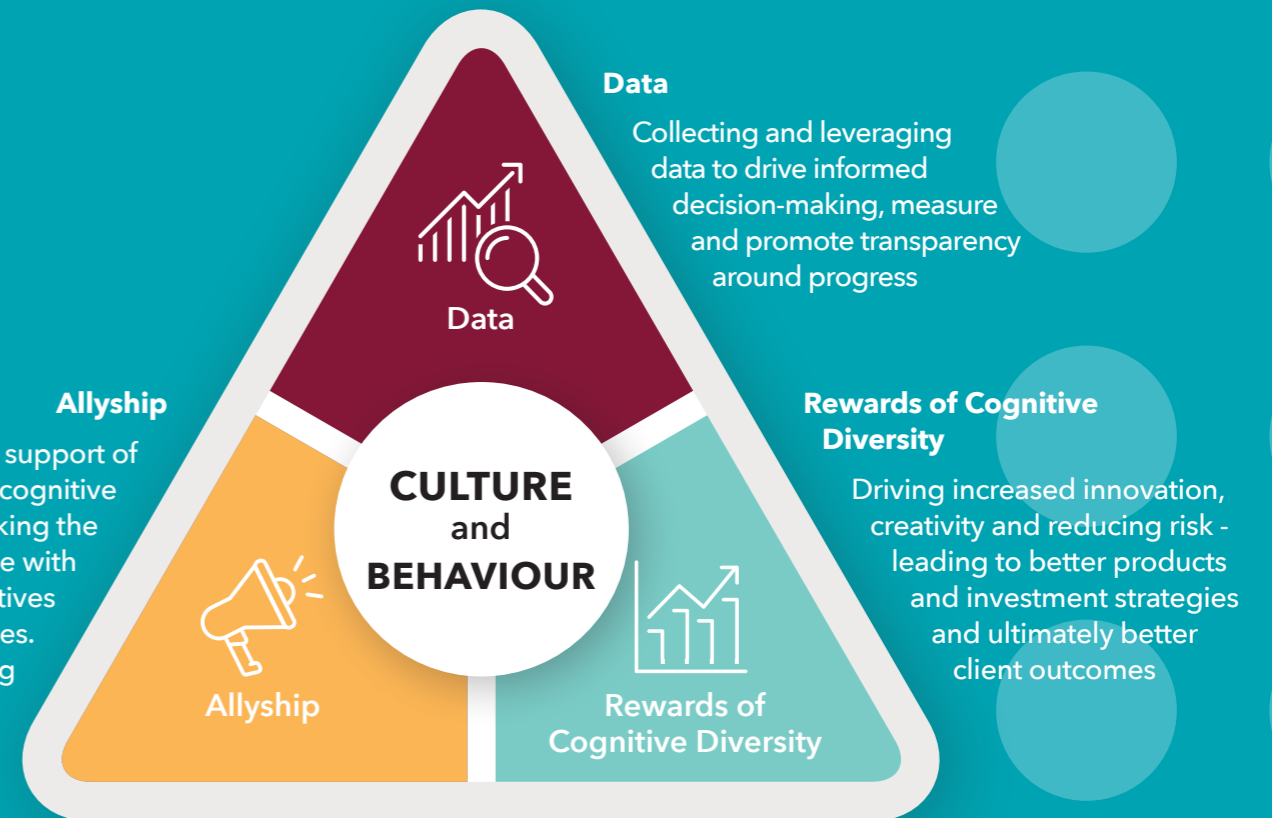 Data
Collecting and leveraging
data to drive informed
decision-making, measure
and promote transparency
around progress
Data
Allyship
support of
cognitive
the
e with
es.
g
CULTURE
and
BEHAVIOUR
Allyship
Rewards of
Cognitive Diversity
Rewards of Cognitive
Diversity
Driving increased innovation,
creativity and reducing risk -
leading to better products
and investment strategies
and ultimately better
client outcomes